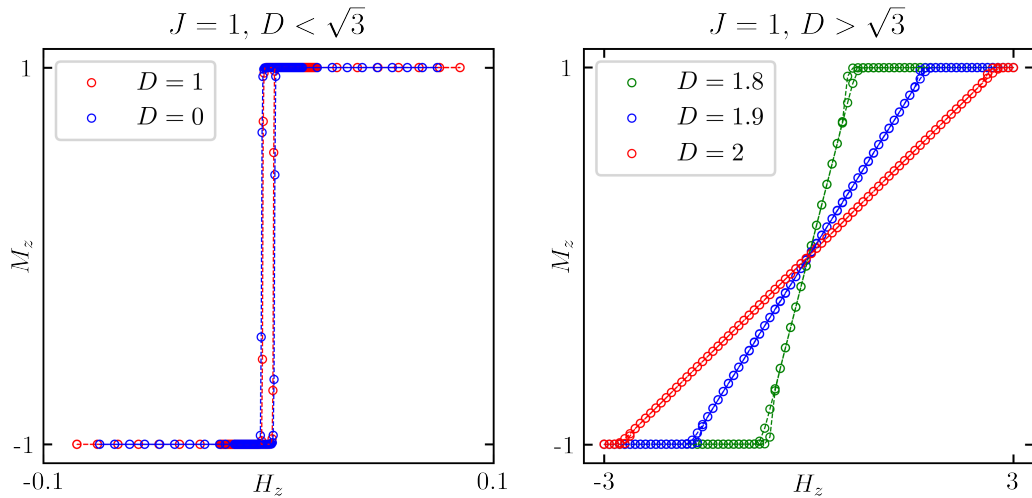 J = 1, D < √3
1
M_z
-1
D = 1
D = 0
-0.1
H_z
0.1
J = 1, D > √3
1
M_z
-1
D = 1.8
D = 1.9
D = 2
-3
H_z
3